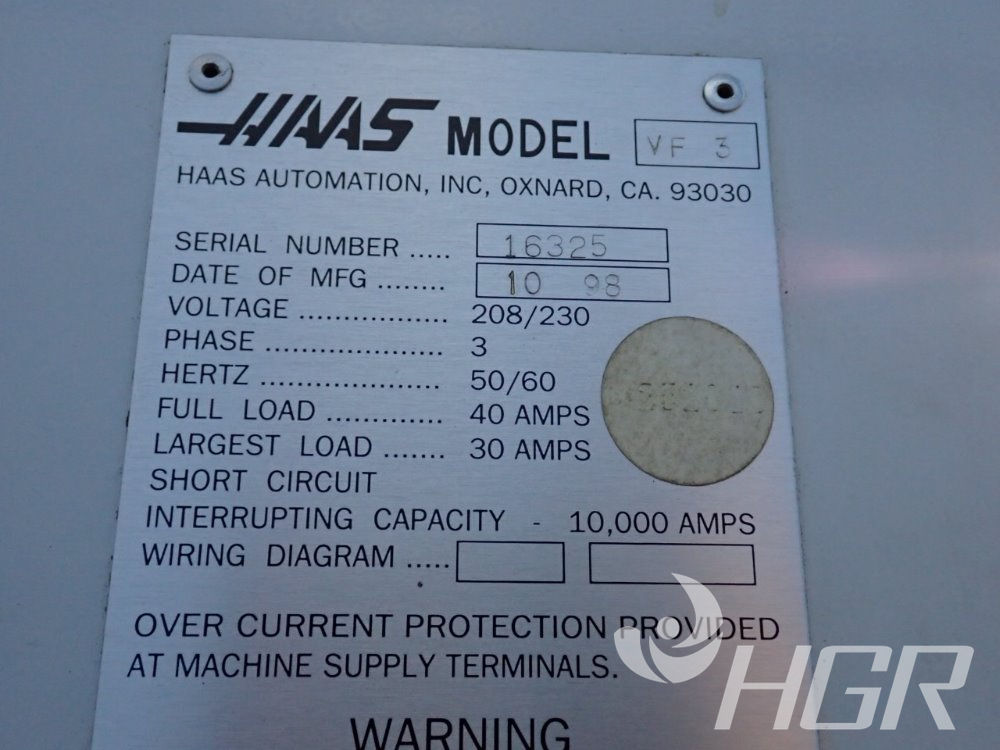 HAAS MODEL VF 3
HAAS AUTOMATION, INC, OXNARD, CA. 93030
SERIAL NUMBER ..... 16325
DATE OF MFG ........ 10 98
VOLTAGE ................. 208/230
PHASE .................... 3
HERTZ .................... 50/60
FULL LOAD ............. 40 AMPS
LARGEST LOAD ....... 30 AMPS
SHORT CIRCUIT
INTERRUPTING CAPACITY - 10,000 AMPS
WIRING DIAGRAM .....
OVER CURRENT PROTECTION PROVIDED
AT MACHINE SUPPLY TERMINALS.
WARNING
HGR